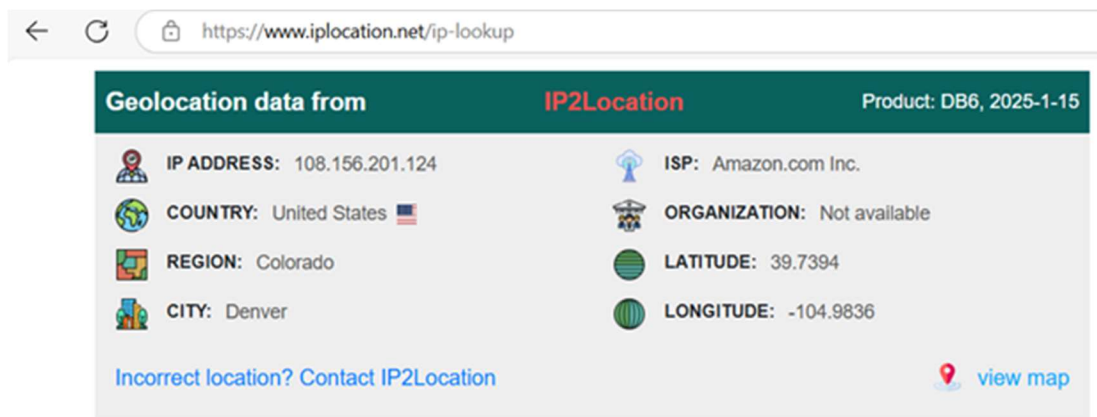 https://www.iplocation.net/ip-lookup
Geolocation data from IP2Location Product: DB6, 2025-1-15
IP ADDRESS: 108.156.201.124 ISP: Amazon.com Inc.
COUNTRY: United States ORGANIZATION: Not available
REGION: Colorado LATITUDE: 39.7394
CITY: Denver LONGITUDE: -104.9836
Incorrect location? Contact IP2Location view map